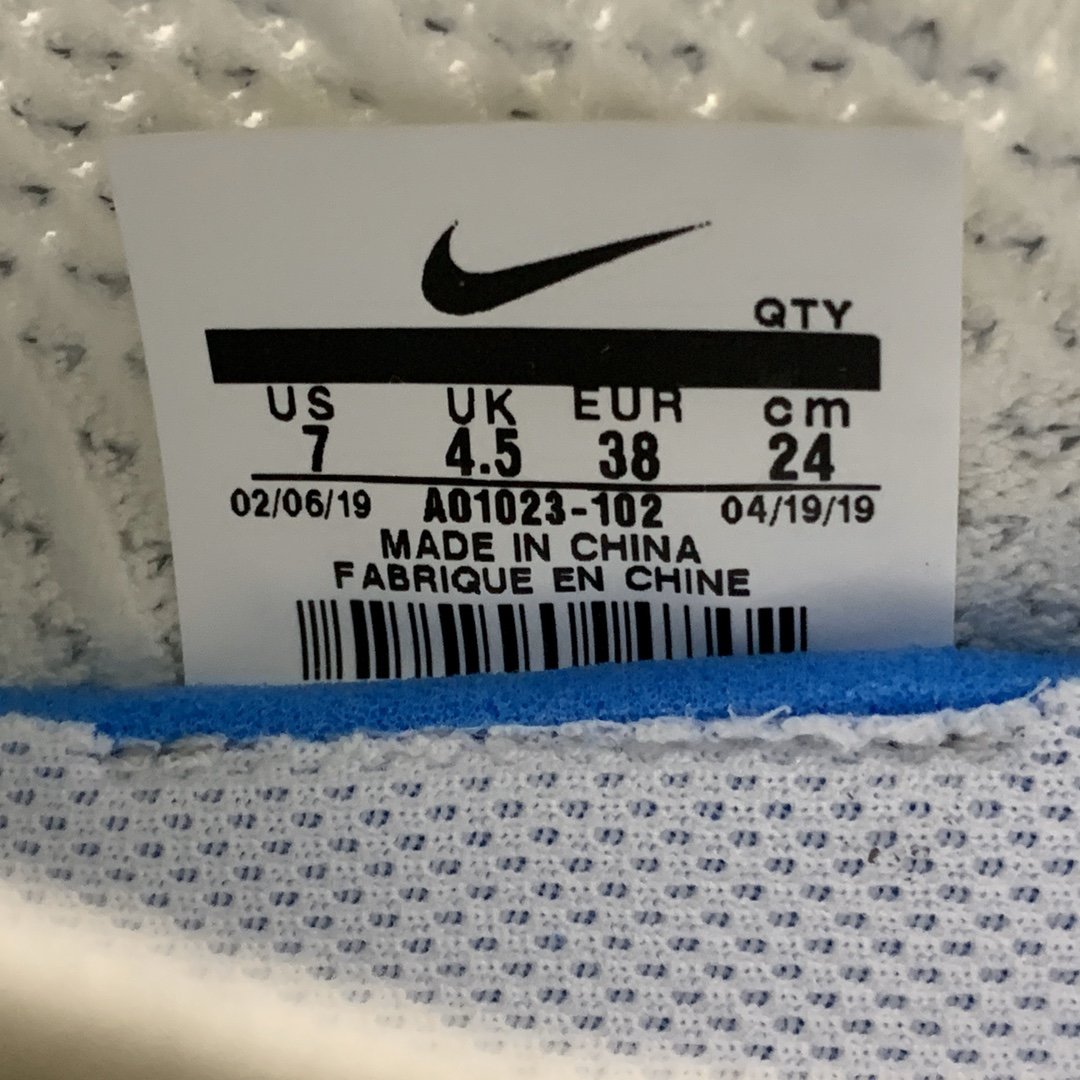 QTY
US UK EUR cm
7 4.5 38 24
02/06/19 AO1023-102 04/19/19
MADE IN CHINA
FABRIQUE EN CHINE